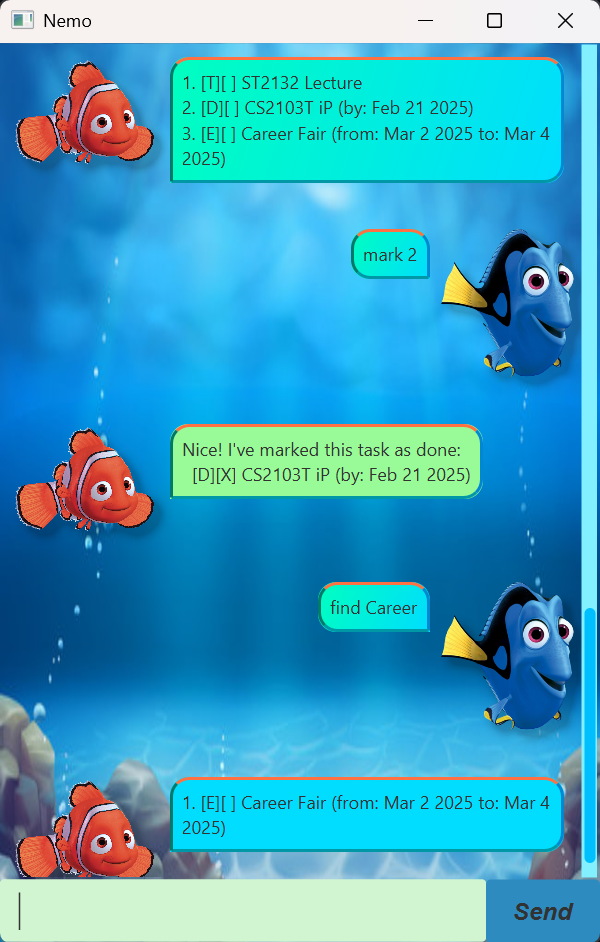 Nemo
1. [T][ ] ST2132 Lecture
2. [D][ ] CS2103T iP (by: Feb 21 2025)
3. [E][ ] Career Fair (from: Mar 2 2025 to: Mar 4
2025)
mark 2
Nice! I've marked this task as done:
[D][X] CS2103T iP (by: Feb 21 2025)
find Career
1. [E][ ] Career Fair (from: Mar 2 2025 to: Mar 4
2025)
Send